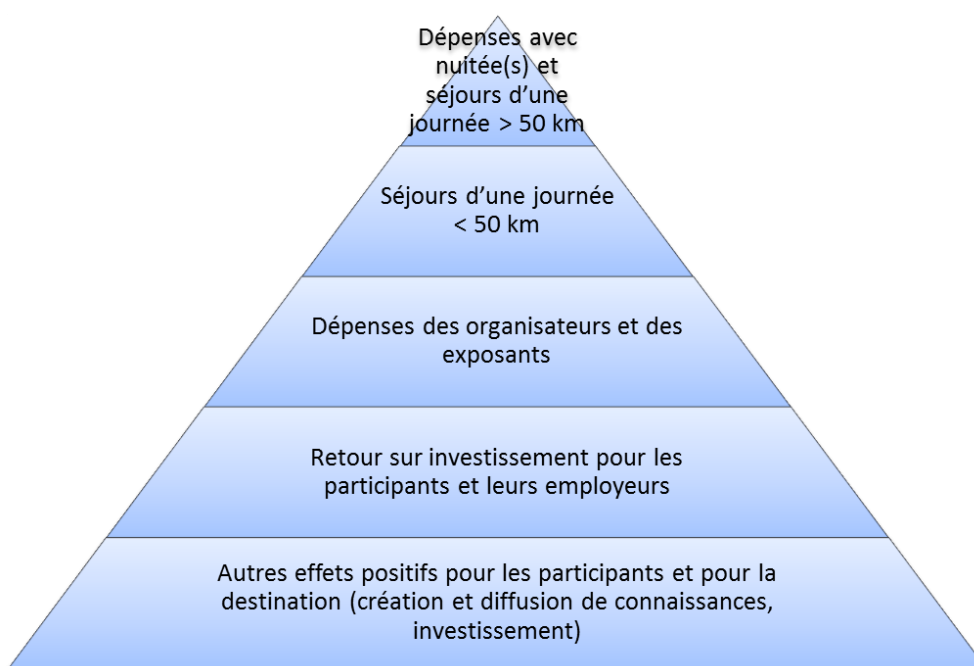 Dépenses avec
nuitée(s) et
séjours d’une
journée > 50 km
Séjours d’une journée
< 50 km
Dépenses des organisateurs et des
exposants
Retour sur investissement pour les
participants et leurs employeurs
Autres effets positifs pour les participants et pour la
destination (création et diffusion de connaissances,
investissement)